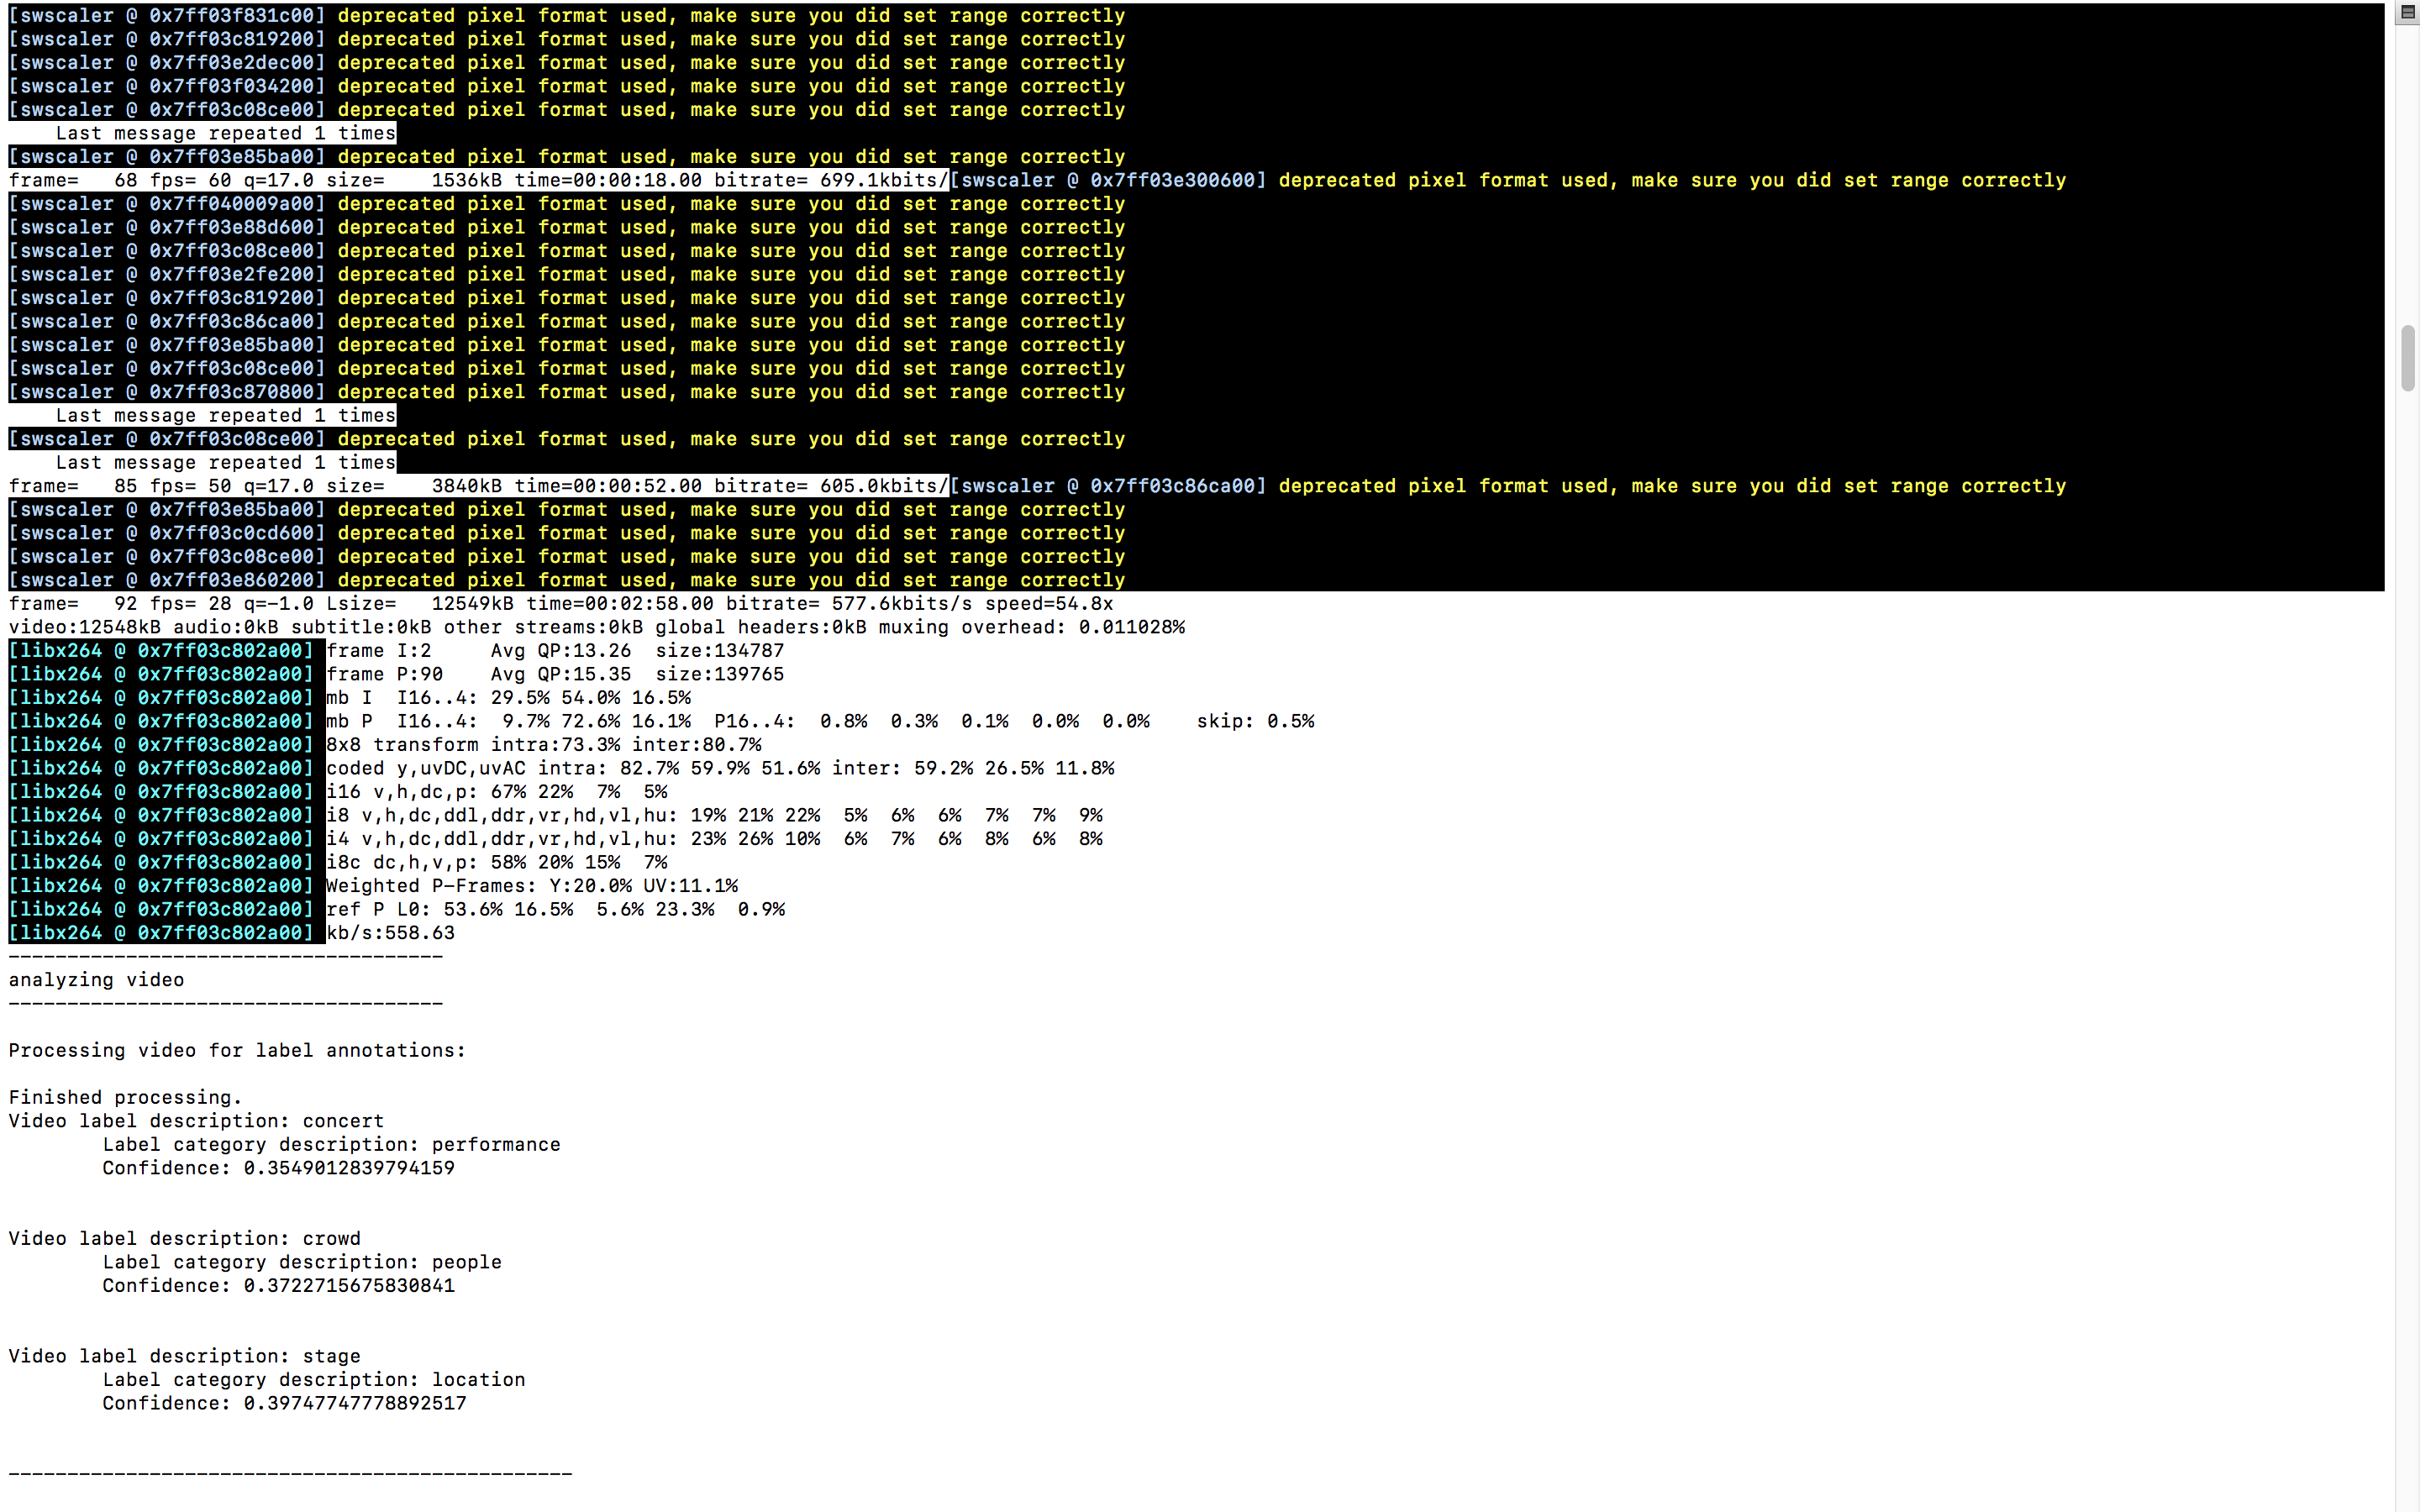 [swscaler @ 0x7ff03f831c00] deprecated pixel format used, make sure you did set range correctly
[swscaler @ 0x7ff03c819200] deprecated pixel format used, make sure you did set range correctly
[swscaler @ 0x7ff03e2dec00] deprecated pixel format used, make sure you did set range correctly
[swscaler @ 0x7ff03f034200] deprecated pixel format used, make sure you did set range correctly
[swscaler @ 0x7ff03c08ce00] deprecated pixel format used, make sure you did set range correctly
    Last message repeated 1 times
[swscaler @ 0x7ff03e85ba00] deprecated pixel format used, make sure you did set range correctly
frame=   68 fps= 60 q=17.0 size=    1536kB time=00:00:18.00 bitrate= 699.1kbits/[swscaler @ 0x7ff03e300600] deprecated pixel format used, make sure you did set range correctly
[swscaler @ 0x7ff040009a00] deprecated pixel format used, make sure you did set range correctly
[swscaler @ 0x7ff03e88d600] deprecated pixel format used, make sure you did set range correctly
[swscaler @ 0x7ff03c08ce00] deprecated pixel format used, make sure you did set range correctly
[swscaler @ 0x7ff03e2fe200] deprecated pixel format used, make sure you did set range correctly
[swscaler @ 0x7ff03c819200] deprecated pixel format used, make sure you did set range correctly
[swscaler @ 0x7ff03c86ca00] deprecated pixel format used, make sure you did set range correctly
[swscaler @ 0x7ff03e85ba00] deprecated pixel format used, make sure you did set range correctly
[swscaler @ 0x7ff03c08ce00] deprecated pixel format used, make sure you did set range correctly
[swscaler @ 0x7ff03c870800] deprecated pixel format used, make sure you did set range correctly
    Last message repeated 1 times
[swscaler @ 0x7ff03c08ce00] deprecated pixel format used, make sure you did set range correctly
    Last message repeated 1 times
frame=   85 fps= 50 q=17.0 size=    3840kB time=00:00:52.00 bitrate= 605.0kbits/[swscaler @ 0x7ff03c86ca00] deprecated pixel format used, make sure you did set range correctly
[swscaler @ 0x7ff03e85ba00] deprecated pixel format used, make sure you did set range correctly
[swscaler @ 0x7ff03c0cd600] deprecated pixel format used, make sure you did set range correctly
[swscaler @ 0x7ff03c08ce00] deprecated pixel format used, make sure you did set range correctly
[swscaler @ 0x7ff03e860200] deprecated pixel format used, make sure you did set range correctly
frame=   92 fps= 28 q=-1.0 Lsize=   12549kB time=00:02:58.00 bitrate= 577.6kbits/s speed=54.8x
video:12548kB audio:0kB subtitle:0kB other streams:0kB global headers:0kB muxing overhead: 0.011028%
[libx264 @ 0x7ff03c802a00] frame I:2     Avg QP:13.26  size:134787
[libx264 @ 0x7ff03c802a00] frame P:90    Avg QP:15.35  size:139765
[libx264 @ 0x7ff03c802a00] mb I  I16..4: 29.5% 54.0% 16.5%
[libx264 @ 0x7ff03c802a00] mb P  I16..4:  9.7% 72.6% 16.1%  P16..4:  0.8%  0.3%  0.1%  0.0%  0.0%    skip: 0.5%
[libx264 @ 0x7ff03c802a00] 8x8 transform intra:73.3% inter:80.7%
[libx264 @ 0x7ff03c802a00] coded y,uvDC,uvAC intra: 82.7% 59.9% 51.6% inter: 59.2% 26.5% 11.8%
[libx264 @ 0x7ff03c802a00] i16 v,h,dc,p: 67% 22%  7%  5%
[libx264 @ 0x7ff03c802a00] i8 v,h,dc,ddl,ddr,vr,hd,vl,hu: 19% 21% 22%  5%  6%  6%  7%  7%  9%
[libx264 @ 0x7ff03c802a00] i4 v,h,dc,ddl,ddr,vr,hd,vl,hu: 23% 26% 10%  6%  7%  6%  8%  6%  8%
[libx264 @ 0x7ff03c802a00] i8c dc,h,v,p: 58% 20% 15%  7%
[libx264 @ 0x7ff03c802a00] Weighted P-Frames: Y:20.0% UV:11.1%
[libx264 @ 0x7ff03c802a00] ref P L0: 53.6% 16.5%  5.6% 23.3%  0.9%
[libx264 @ 0x7ff03c802a00] kb/s:558.63
-------------------------------------
analyzing video
-------------------------------------
Processing video for label annotations:
Finished processing.
Video label description: concert
        Label category description: performance
        Confidence: 0.3549012839794159
Video label description: crowd
        Label category description: people
        Confidence: 0.3722715675830841
Video label description: stage
        Label category description: location
        Confidence: 0.39747747778892517
------------------------------------------------